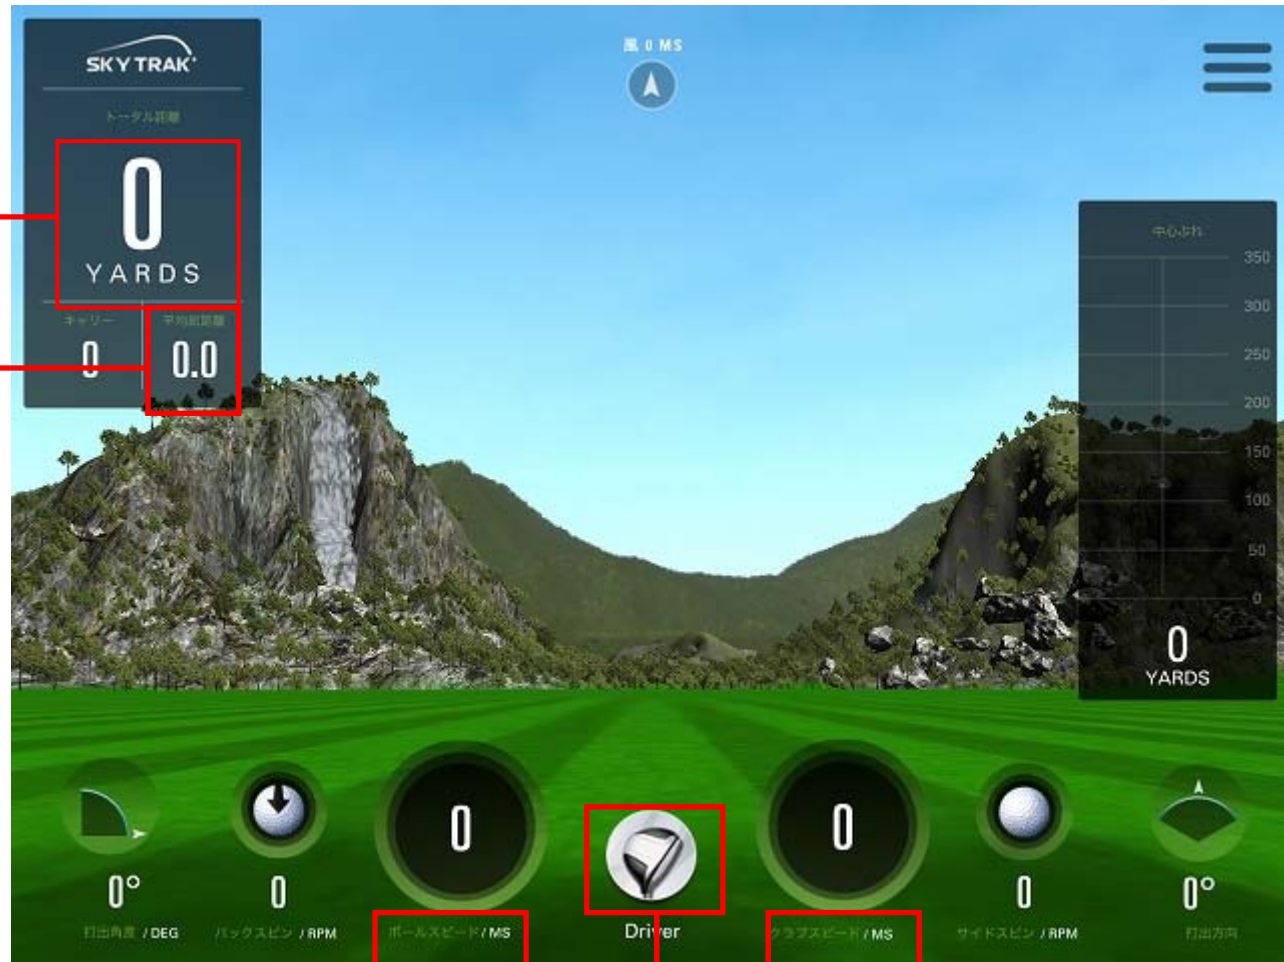 SKYTRAK
トータル距離
0
YARDS
キャリー
0
平均総距離
0.0
風 0 MS
中心ぶれ
350
300
250
200
150
100
50
0
0
YARDS
0°
打出角度 / DEG
0
バックスピン / RPM
0
ボールスピード / MS
Driver
0
クラブスピード / MS
0
サイドスピン / RPM
0°
打出方向